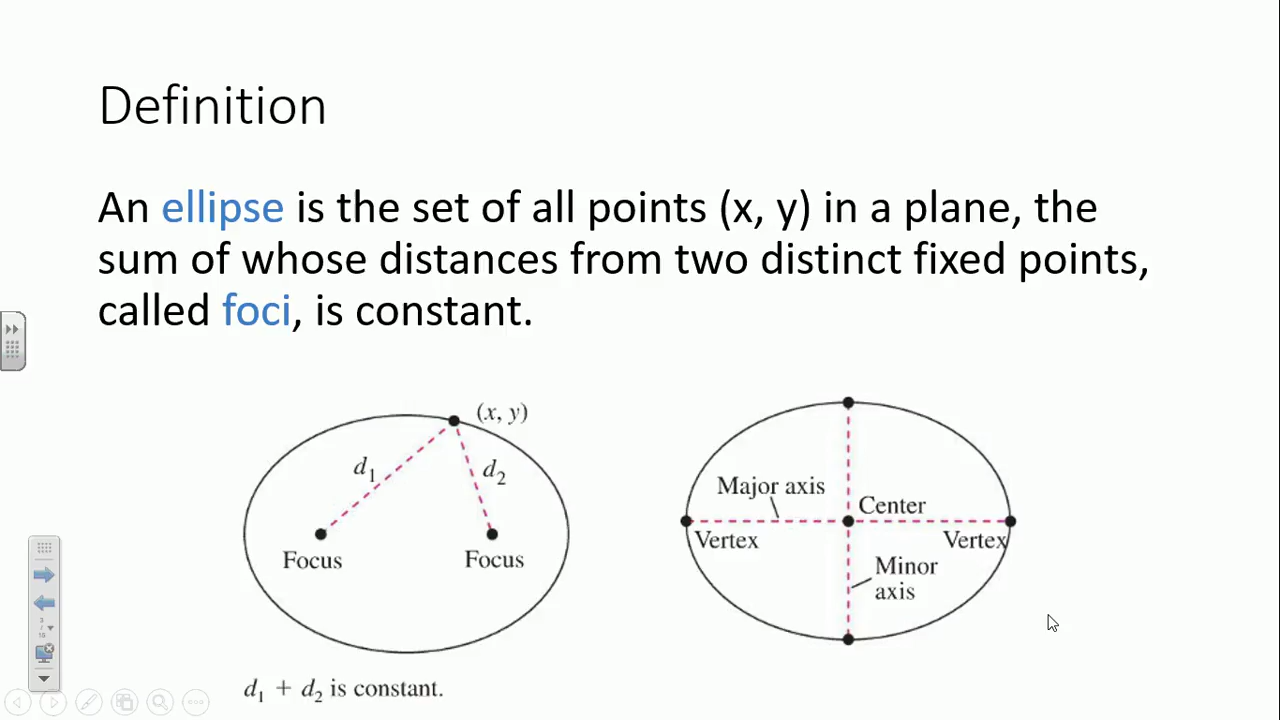 Definition
An ellipse is the set of all points (x, y) in a plane, the
sum of whose distances from two distinct fixed points,
called foci, is constant.
(x, y)
d₁
d₂
Focus
Focus
d₁ + d₂ is constant.
Major axis
Center
Vertex
Vertex
Minor
axis
3
/
10